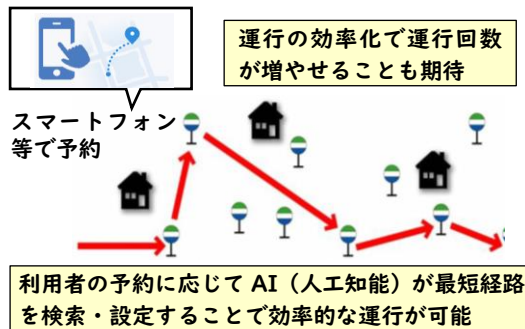 運行の効率化で運行回数
が増やせることも期待
スマートフォン
等で予約
利用者の予約に応じて AI（人工知能）が最短経路
を検索・設定することで効率的な運行が可能